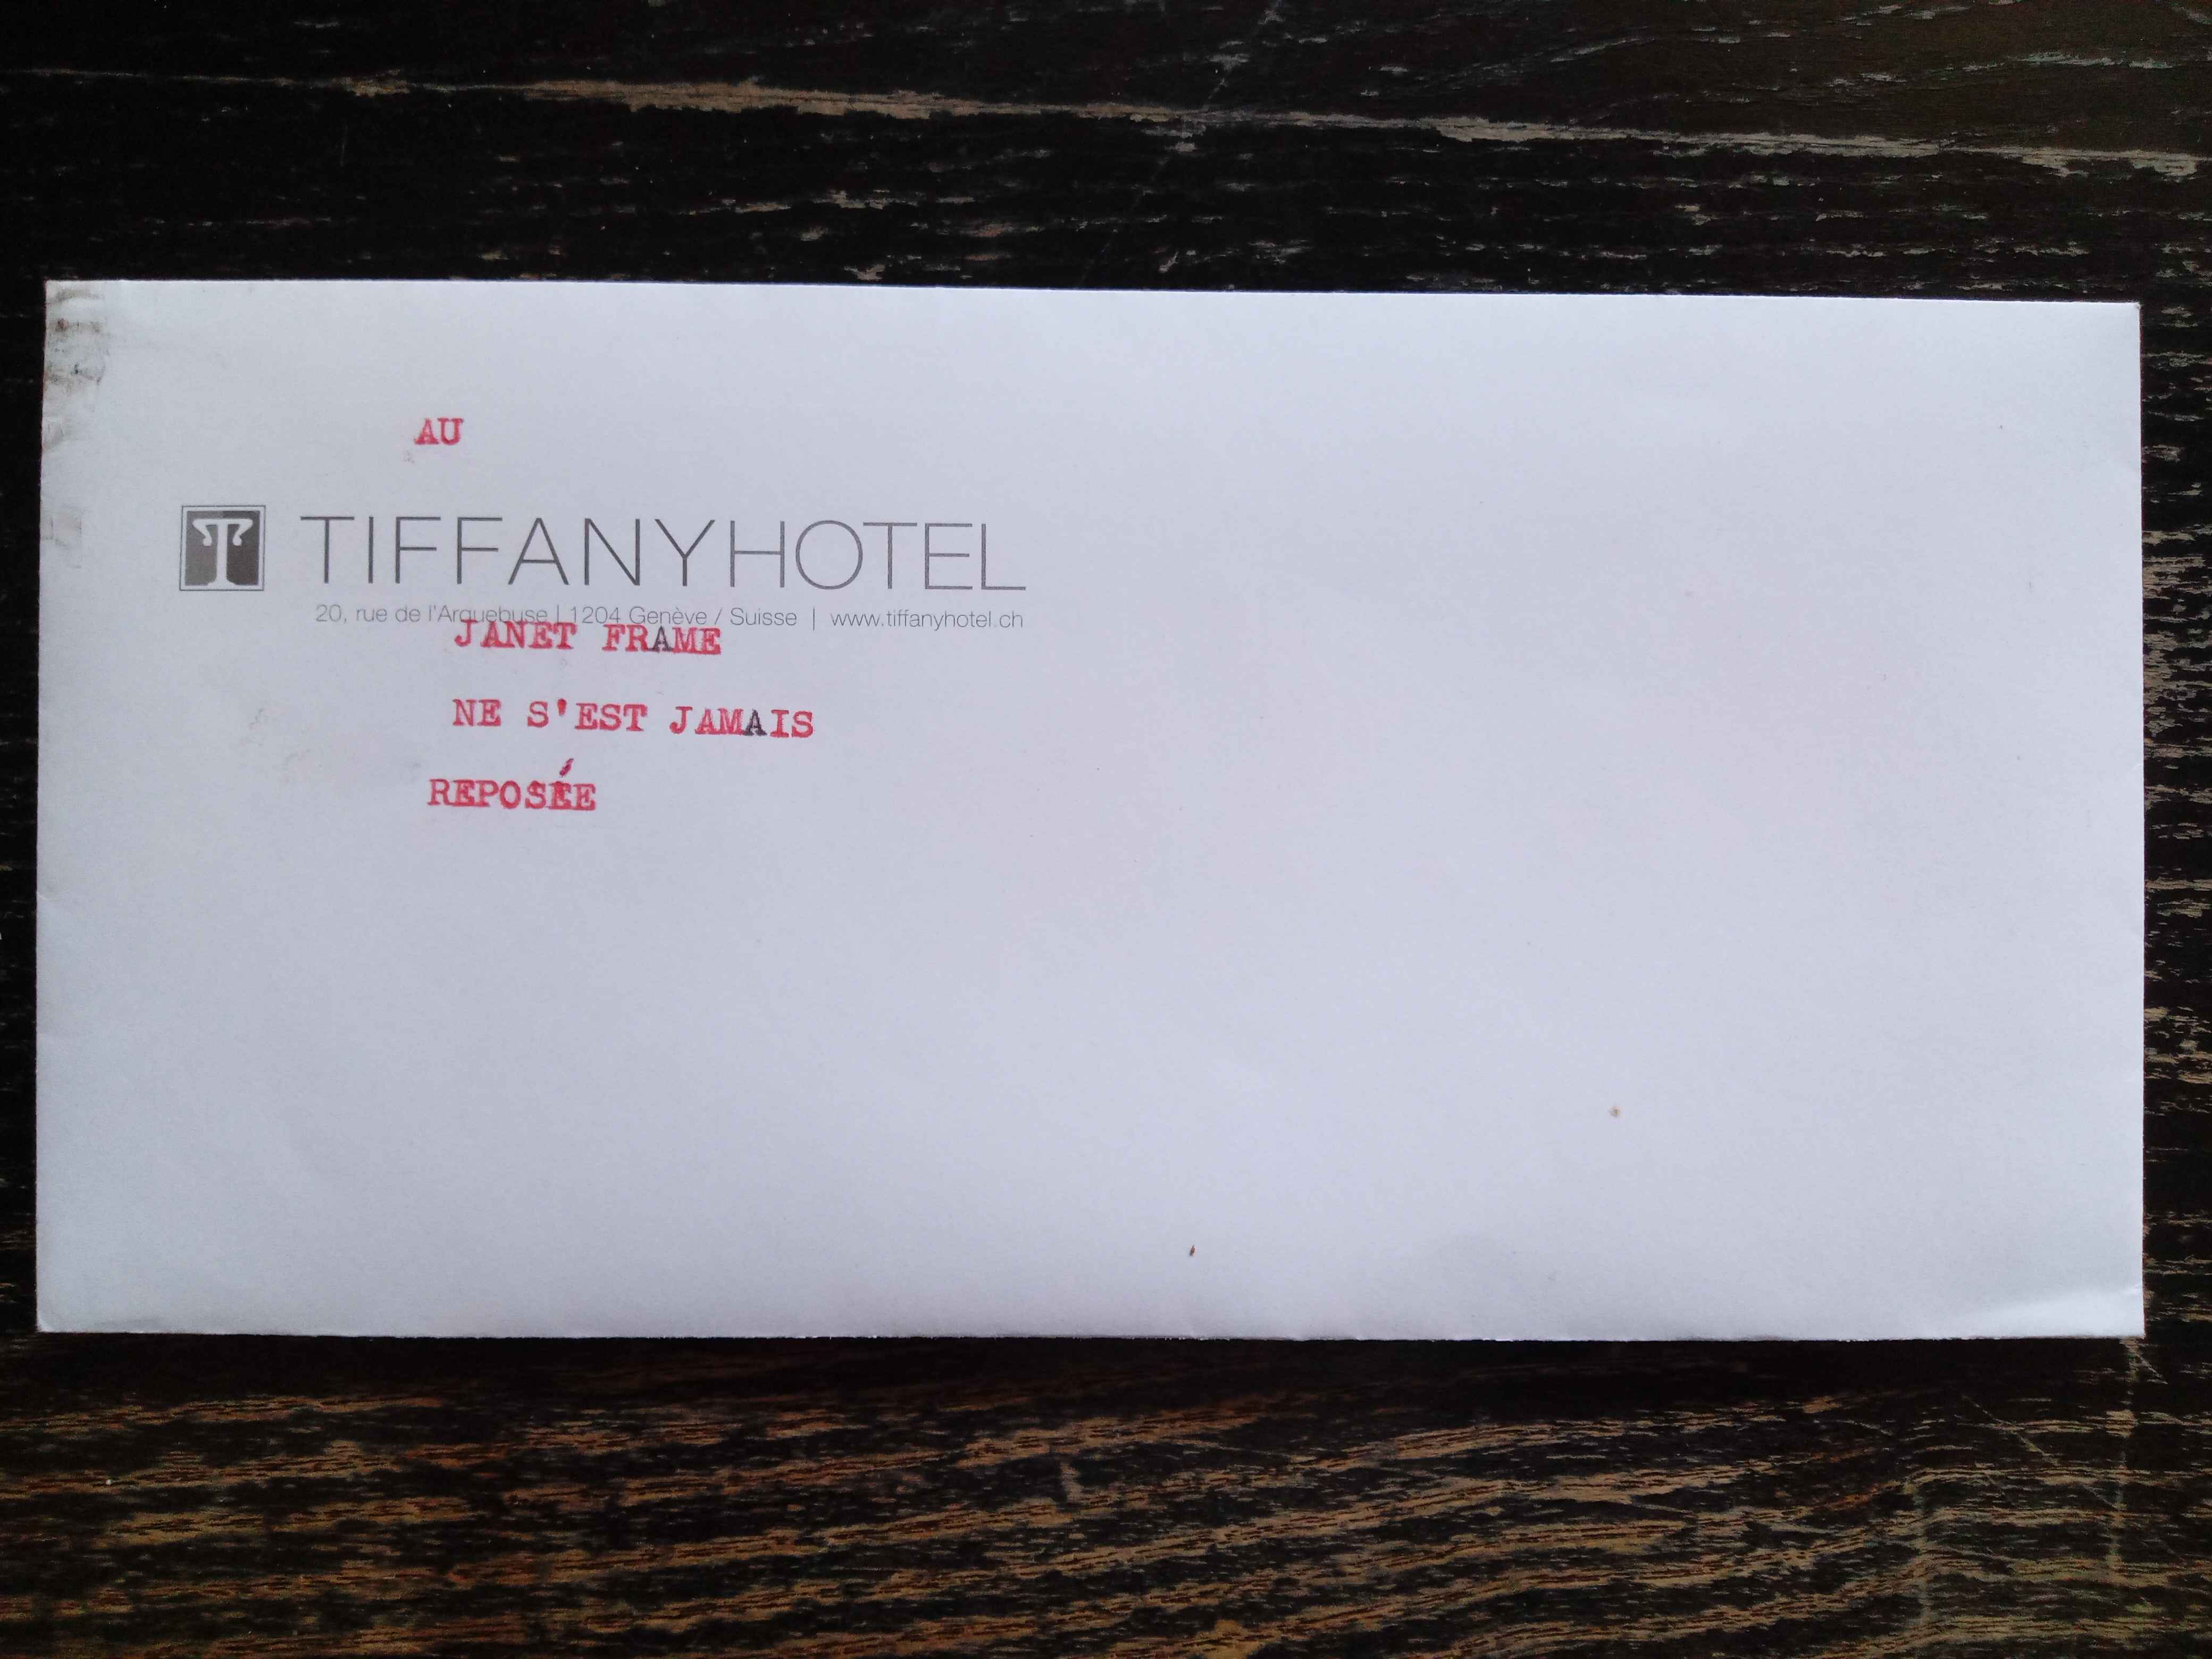 AU
TIFFANYHOTEL
20, rue de l'Arquebuse | 1204 Genève / Suisse | www.tiffanyhotel.ch
JANET FRAME
NE S'EST JAMAIS
REPOSÉE